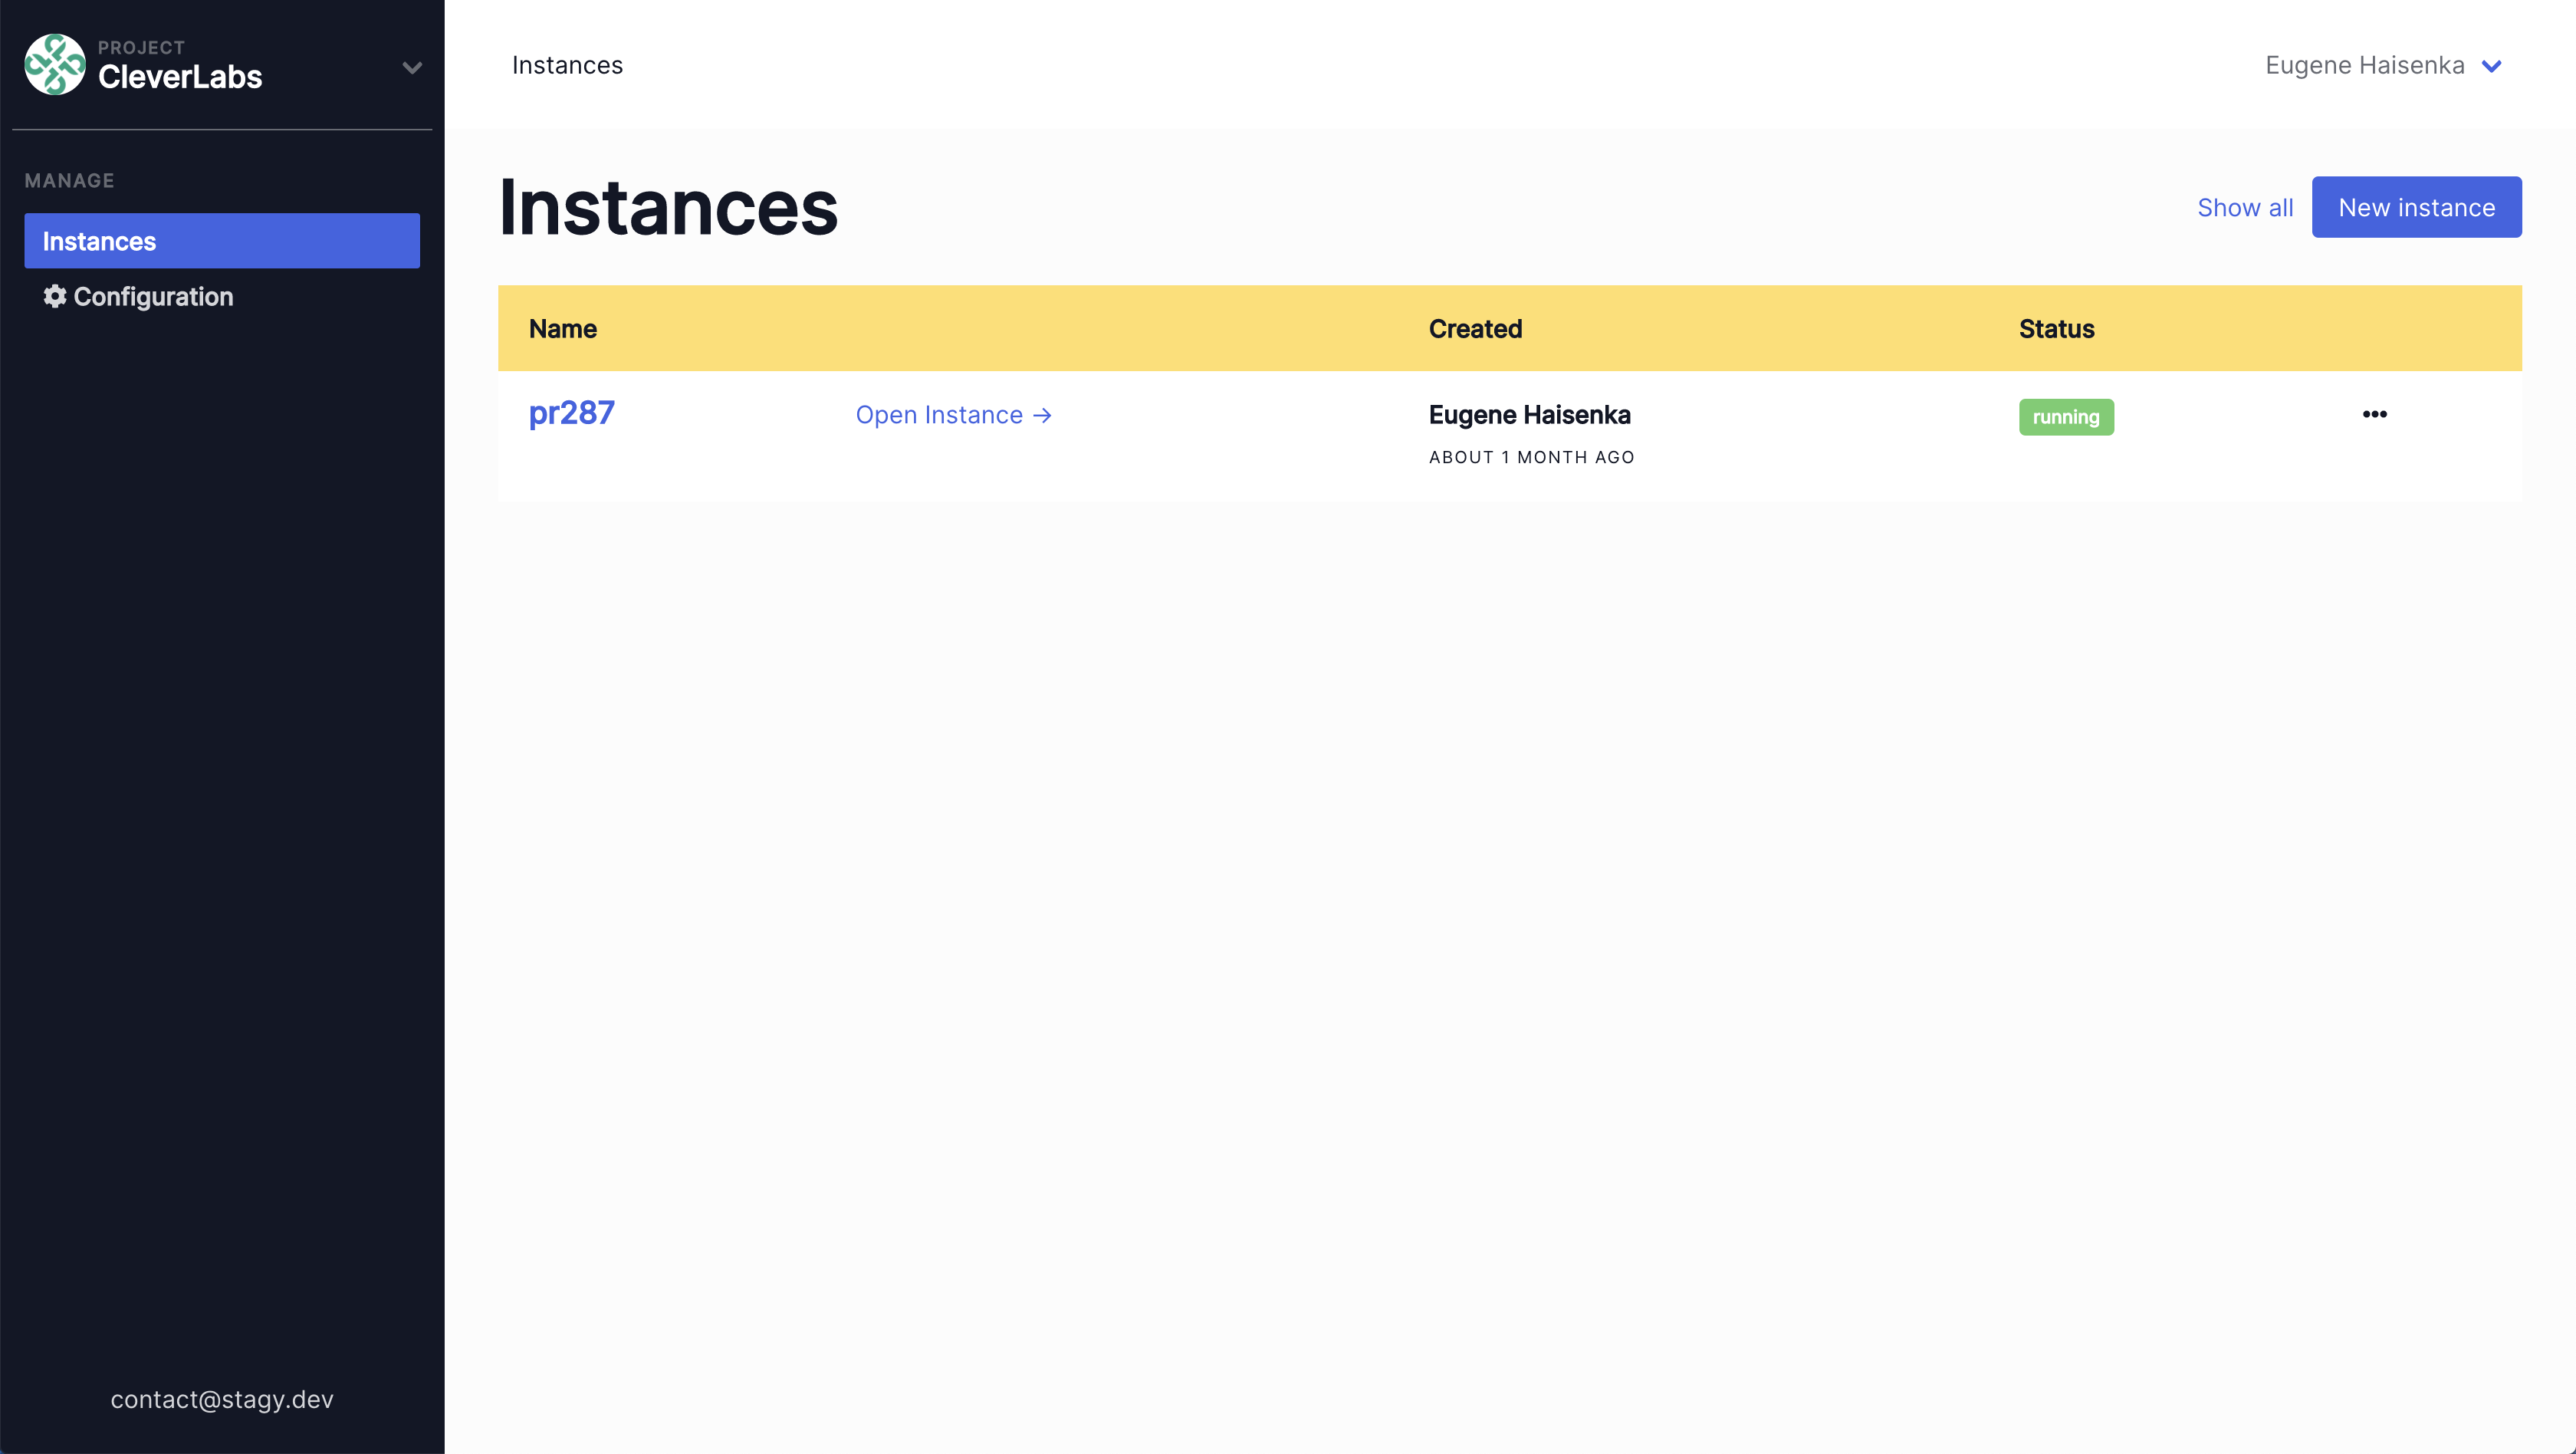 PROJECT
CleverLabs
MANAGE
Instances
Configuration
contact@stagy.dev
Instances
Eugene Haisenka
Instances
Show all
New instance
Name
Created
Status
pr287
Open Instance →
Eugene Haisenka
running
•••
ABOUT 1 MONTH AGO